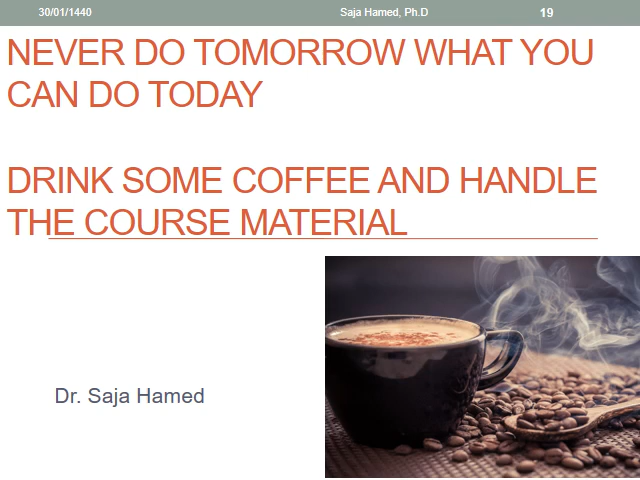 30/01/1440 Saja Hamed, Ph.D 19
NEVER DO TOMORROW WHAT YOU
CAN DO TODAY
DRINK SOME COFFEE AND HANDLE
THE COURSE MATERIAL
Dr. Saja Hamed